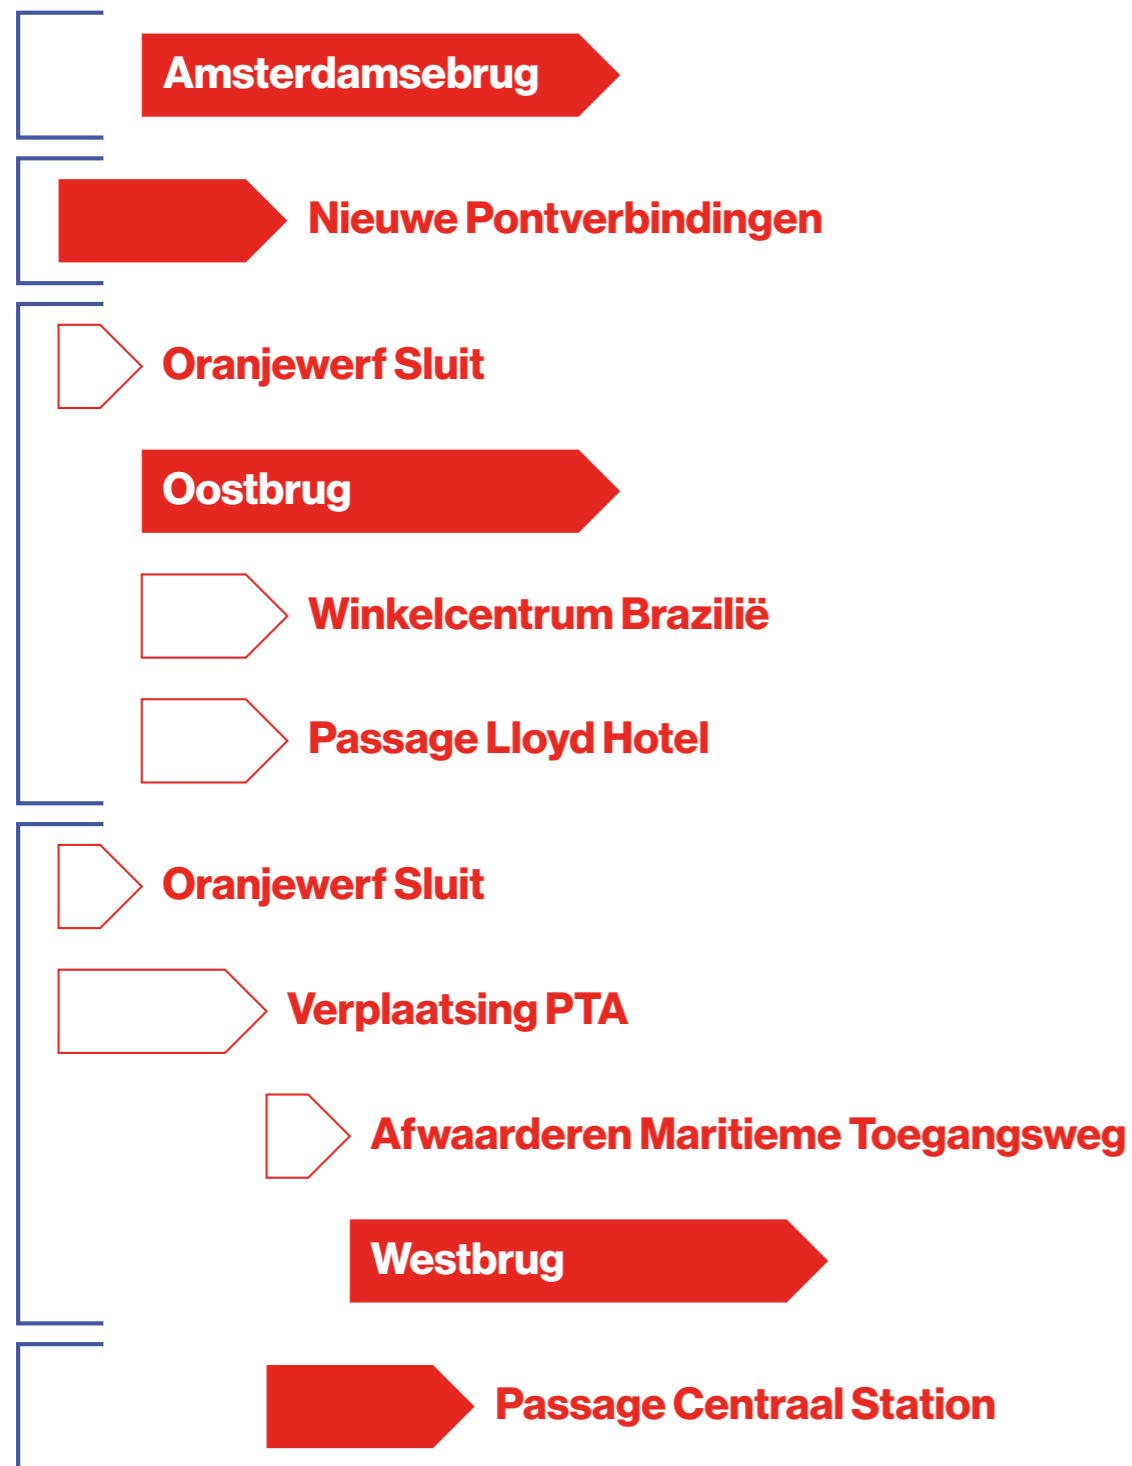 Amsterdamsebrug
Nieuwe Pontverbindingen
Oranjewerf Sluit
Oostbrug
Winkelcentrum Brazilië
Passage Lloyd Hotel
Oranjewerf Sluit
Verplaatsing PTA
Afwaarderen Maritieme Toegangsweg
Westbrug
Passage Centraal Station